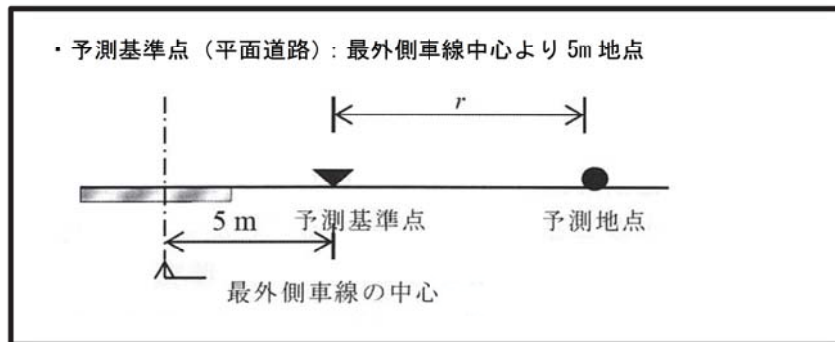 ・予測基準点（平面道路）：最外側車線中心より 5m 地点
r
5 m
予測基準点
予測地点
最外側車線の中心